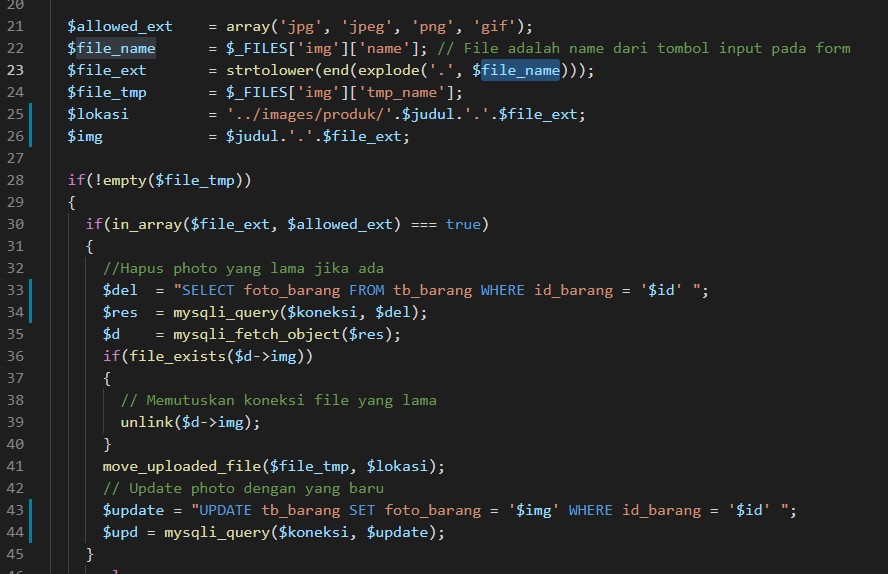 20
21 $allowed_ext = array('jpg', 'jpeg', 'png', 'gif');
22 $file_name = $_FILES['img']['name']; // File adalah name dari tombol input pada form
23 $file_ext = strtolower(end(explode('.', $file_name)));
24 $file_tmp = $_FILES['img']['tmp_name'];
25 $lokasi = '../images/produk/'.$judul.'.'.$file_ext;
26 $img = $judul.'.'.$file_ext;
27
28 if(!empty($file_tmp))
29 {
30 if(in_array($file_ext, $allowed_ext) === true)
31 {
32 //Hapus photo yang lama jika ada
33 $del = "SELECT foto_barang FROM tb_barang WHERE id_barang = '$id' ";
34 $res = mysqli_query($koneksi, $del);
35 $d = mysqli_fetch_object($res);
36 if(file_exists($d->img))
37 {
38 // Memutuskan koneksi file yang lama
39 unlink($d->img);
40 }
41 move_uploaded_file($file_tmp, $lokasi);
42 // Update photo dengan yang baru
43 $update = "UPDATE tb_barang SET foto_barang = '$img' WHERE id_barang = '$id' ";
44 $upd = mysqli_query($koneksi, $update);
45 }